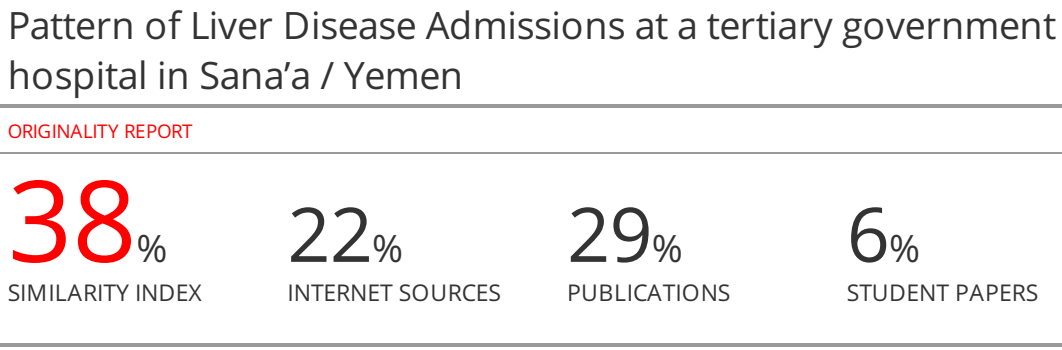 Pattern of Liver Disease Admissions at a tertiary government
hospital in Sana’a / Yemen
ORIGINALITY REPORT
38% 22% 29% 6%
SIMILARITY INDEX INTERNET SOURCES PUBLICATIONS STUDENT PAPERS